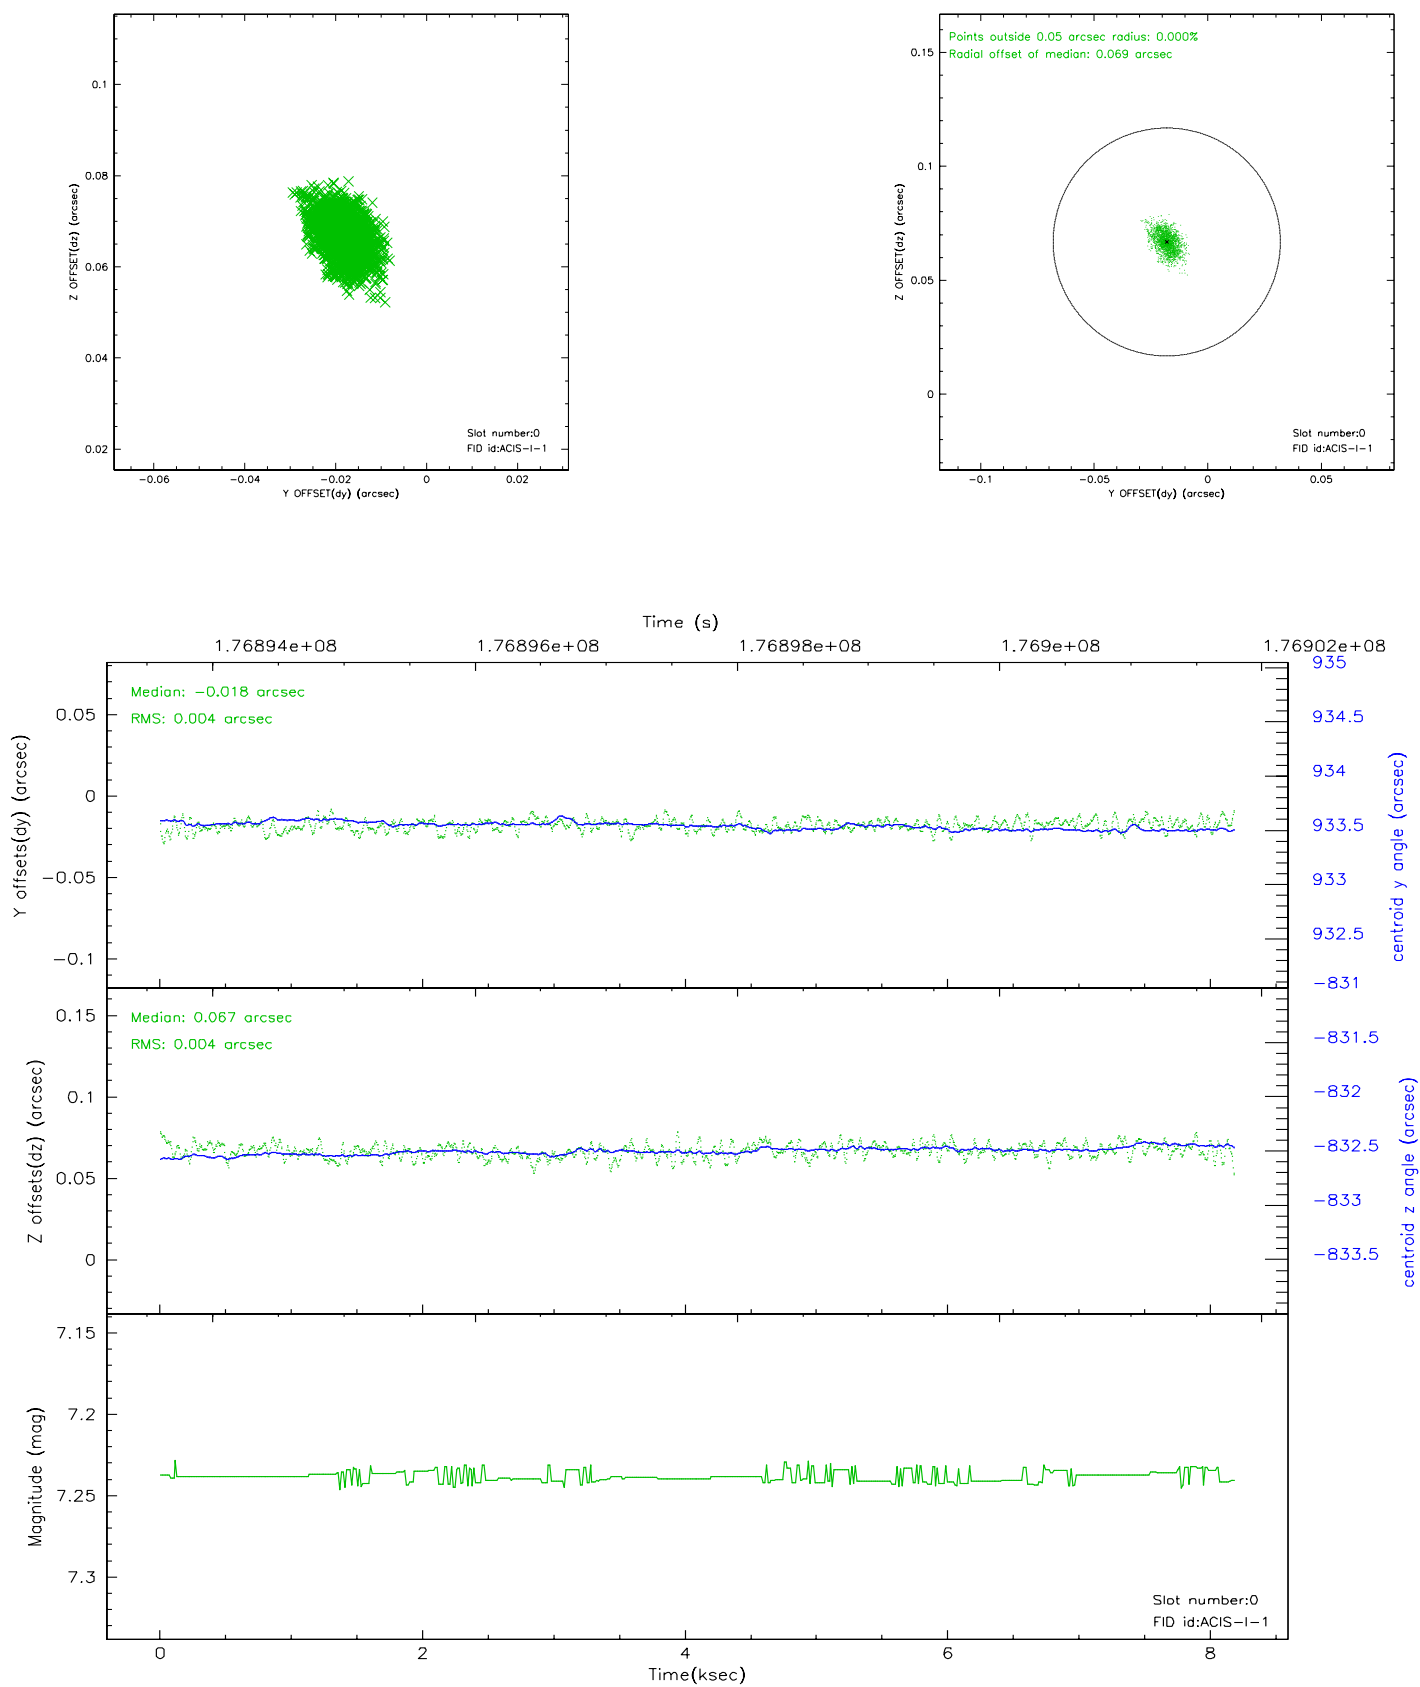 0.1
0.08
0.06
0.04
0.02
Z OFFSET(dz) (arcsec)
Slot number:0
FID id:ACIS-I-1
-0.06 -0.04 -0.02 0 0.02
Y OFFSET(dy) (arcsec)
Points outside 0.05 arcsec radius: 0.000%
Radial offset of median: 0.069 arcsec
0.15
0.1
0.05
0
Z OFFSET(dz) (arcsec)
Slot number:0
FID id:ACIS-I-1
-0.1 -0.05 0 0.05
Y OFFSET(dy) (arcsec)
Time (s)
1.76894e+08 1.76896e+08 1.76898e+08 1.769e+08 1.76902e+08
Median: -0.018 arcsec
RMS: 0.004 arcsec
0.05
0
-0.05
-0.1
Y offsets(dy) (arcsec)
935
934.5
934
933.5
933
932.5
centroid y angle (arcsec)
Median: 0.067 arcsec
RMS: 0.004 arcsec
0.15
0.1
0.05
0
Z offsets(dz) (arcsec)
-831
-831.5
-832
-832.5
-833
-833.5
centroid z angle (arcsec)
7.15
7.2
7.25
7.3
Magnitude (mag)
Slot number:0
FID id:ACIS-I-1
0 2 4 6 8
Time(ksec)